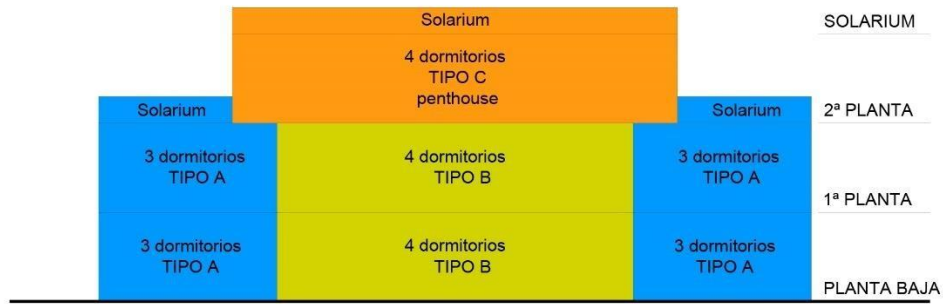 Solarium
SOLARIUM
4 dormitorios
TIPO C
penthouse
Solarium
Solarium
2ª PLANTA
3 dormitorios
TIPO A
4 dormitorios
TIPO B
3 dormitorios
TIPO A
1ª PLANTA
3 dormitorios
TIPO A
4 dormitorios
TIPO B
3 dormitorios
TIPO A
PLANTA BAJA